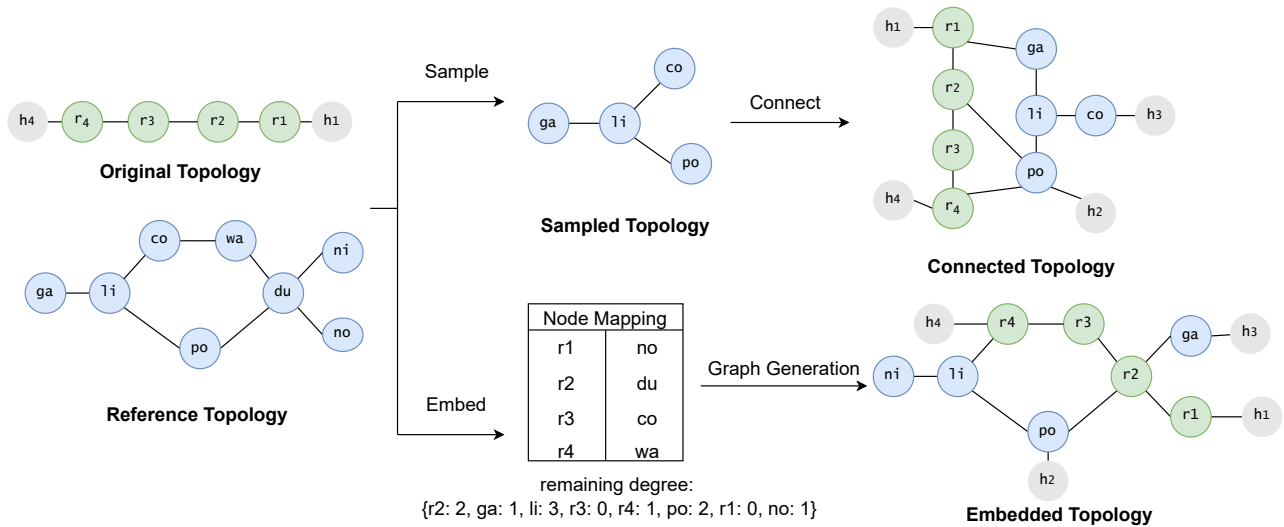 h4 r4 r3 r2 r1 h1
Original Topology
co wa ni
ga li du
po no
Reference Topology
Sample
co
ga li
po
Sampled Topology
Connect
h1 r1
ga
r2
li co h3
r3
po
h4 r4 h2
Connected Topology
Embed
Node Mapping
r1 no
r2 du
r3 co
r4 wa
remaining degree:
{r2: 2, ga: 1, li: 3, r3: 0, r4: 1, po: 2, r1: 0, no: 1}
Graph Generation
h4 r4 r3 ga h3
ni li r2
r1 h1
po
h2
Embedded Topology